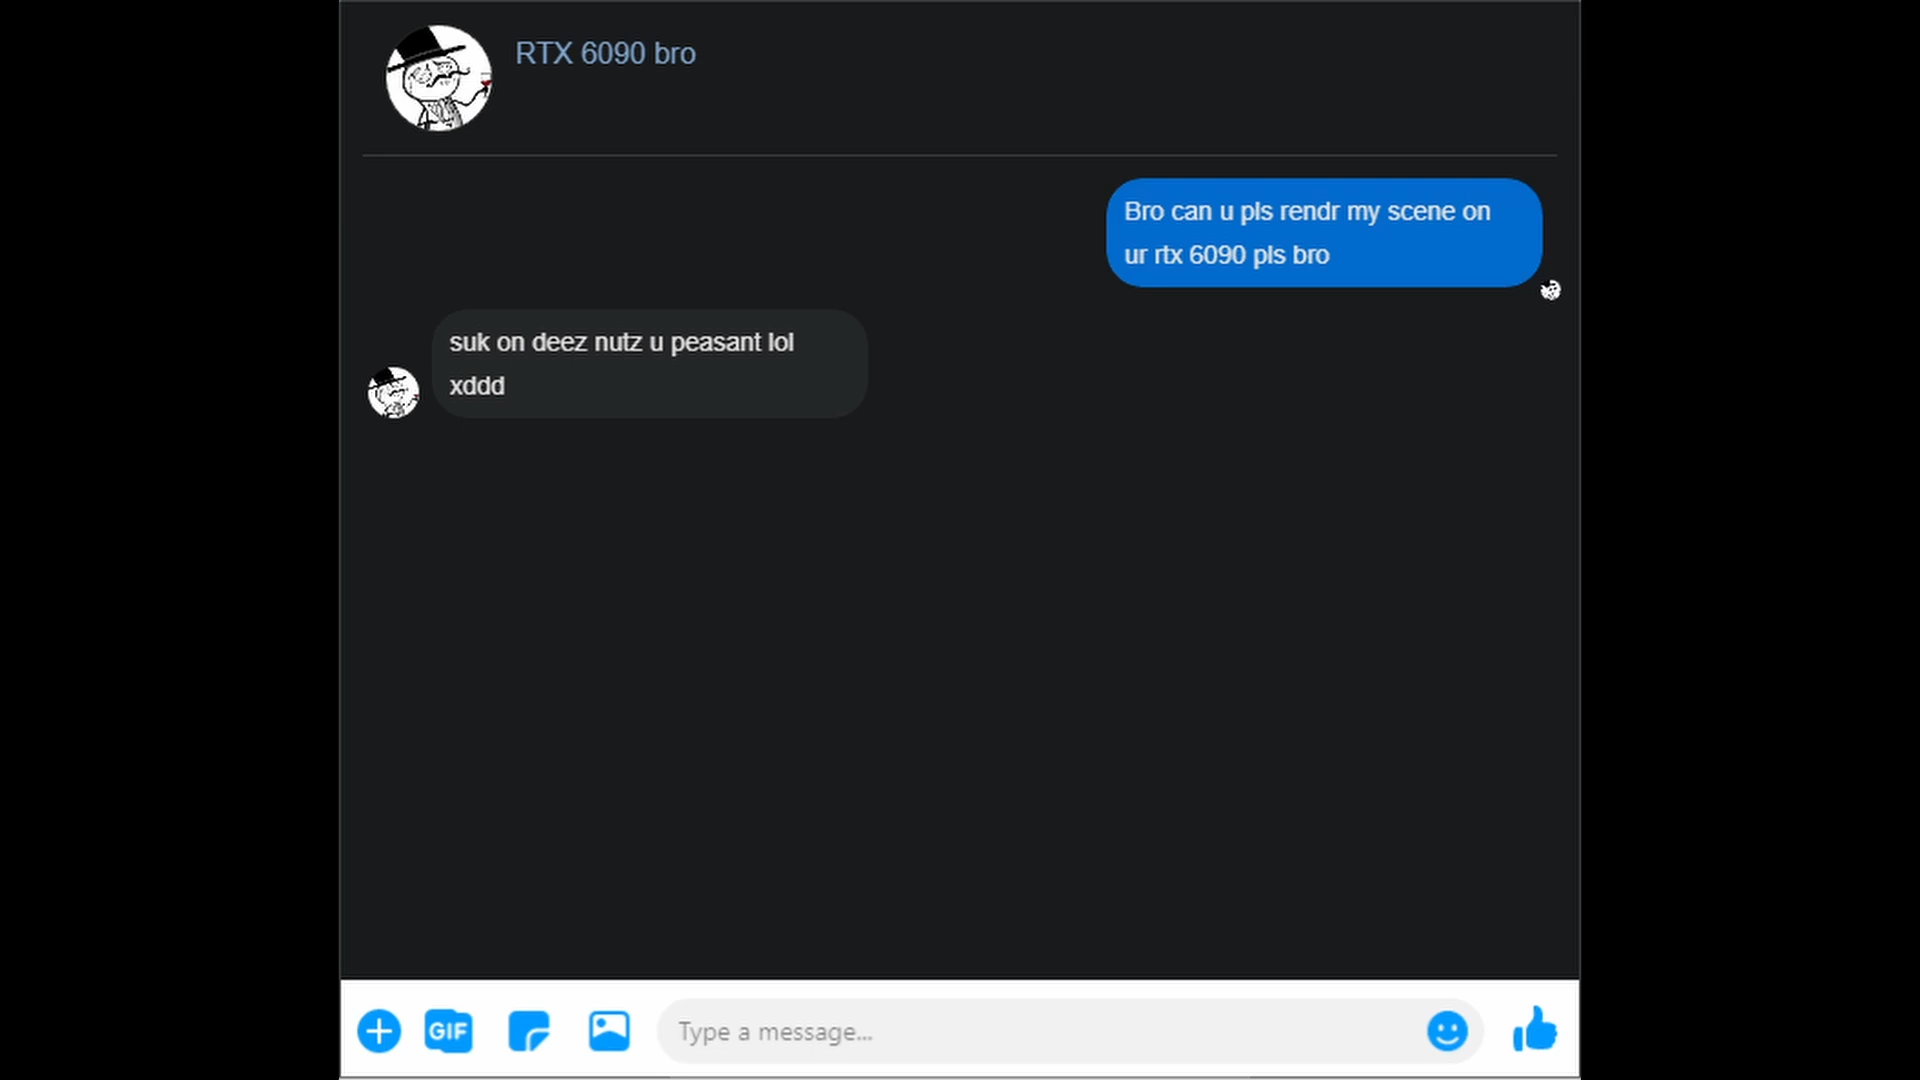 RTX 6090 bro
Bro can u pls rendr my scene on
ur rtx 6090 pls bro
suk on deez nutz u peasant lol
xddd
GIF
Type a message...